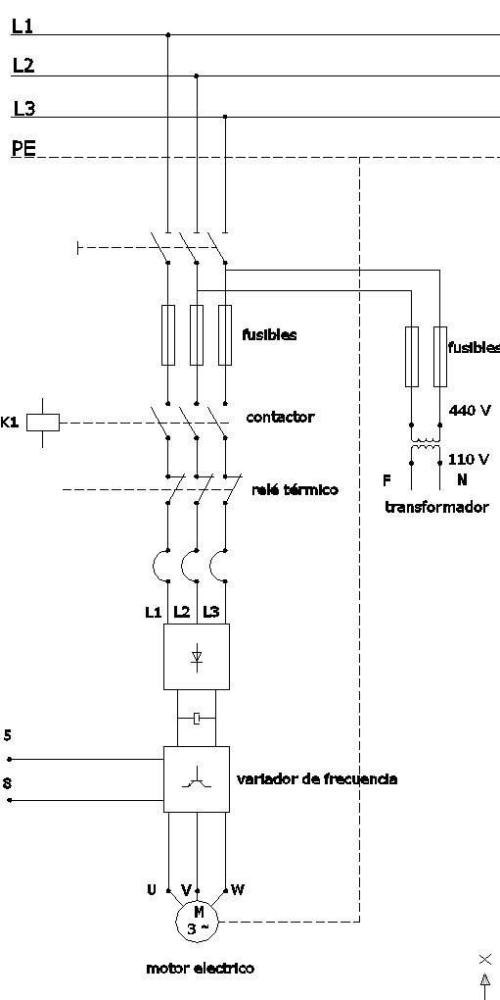 L1
L2
L3
PE
fusibles
fusibles
K1
contactor
440 V
110 V
F N
relé térmico
transformador
L1 L2 L3
5
variador de frecuencia
8
U V W
M
3 ~
motor electrico
X